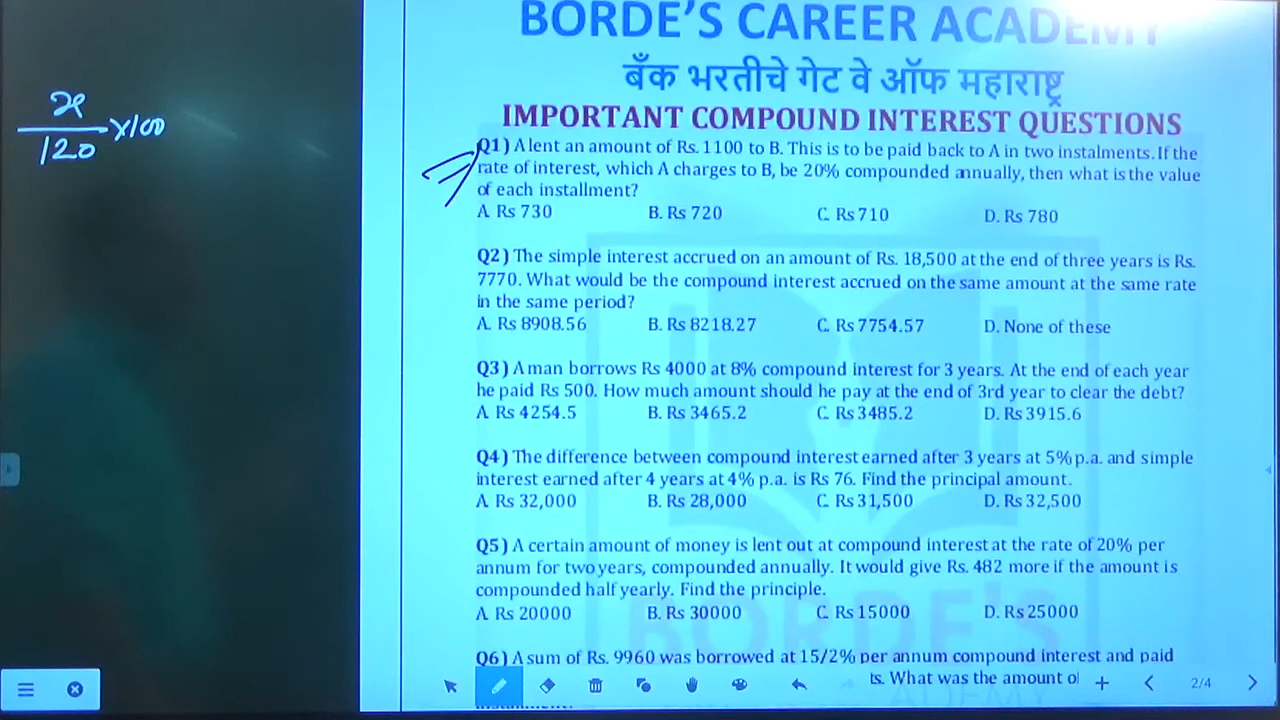 BORDE'S CAREER ACADEMY
बँक भरतीचे गेट वे ऑफ महाराष्ट्र
IMPORTANT COMPOUND INTEREST QUESTIONS
x
120
×100
Q1) A lent an amount of Rs. 1100 to B. This is to be paid back to A in two instalments. If the
rate of interest, which A charges to B, be 20% compounded annually, then what is the value
of each installment?
A. Rs 730 B. Rs 720 C. Rs 710 D. Rs 780
Q2) The simple interest accrued on an amount of Rs. 18,500 at the end of three years is Rs.
7770. What would be the compound interest accrued on the same amount at the same rate
in the same period?
A. Rs 8908.56 B. Rs 8218.27 C. Rs 7754.57 D. None of these
Q3) A man borrows Rs 4000 at 8% compound interest for 3 years. At the end of each year
he paid Rs 500. How much amount should he pay at the end of 3rd year to clear the debt?
A. Rs 4254.5 B. Rs 3465.2 C. Rs 3485.2 D. Rs 3915.6
Q4) The difference between compound interest earned after 3 years at 5% p.a. and simple
interest earned after 4 years at 4% p.a. is Rs 76. Find the principal amount.
A. Rs 32,000 B. Rs 28,000 C. Rs 31,500 D. Rs 32,500
Q5) A certain amount of money is lent out at compound interest at the rate of 20% per
annum for two years, compounded annually. It would give Rs. 482 more if the amount is
compounded half yearly. Find the principle.
A. Rs 20000 B. Rs 30000 C. Rs 15000 D. Rs 25000
BORDE'S
Q6) A sum of Rs. 9960 was borrowed at 15/2% per annum compound interest and paid
ts. What was the amount of
2/4